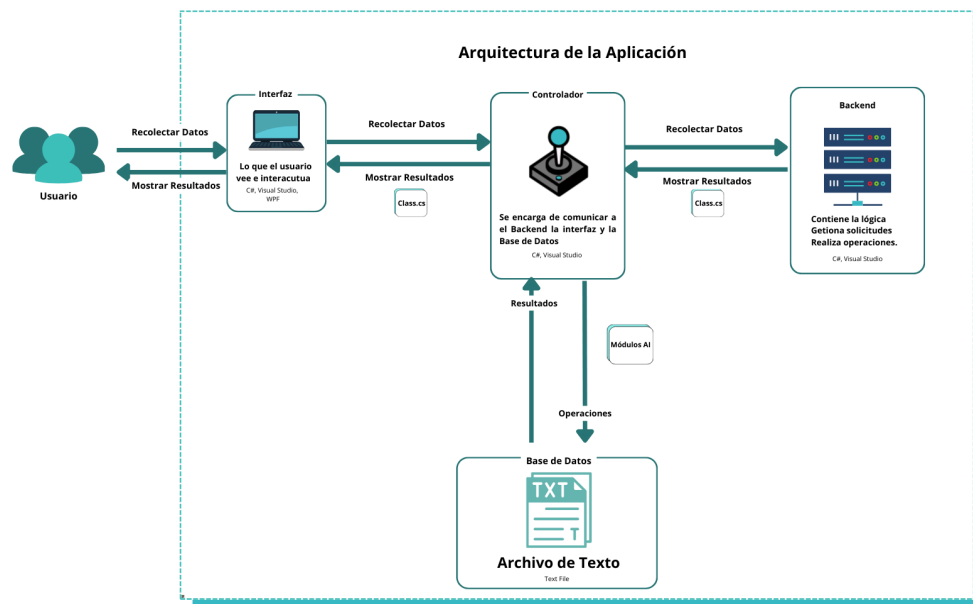 Arquitectura de la Aplicación
Usuario
Recolectar Datos
Mostrar Resultados
Interfaz
Lo que el usuario
vee e interacutua
C#, Visual Studio,
WPF
Recolectar Datos
Mostrar Resultados
Class.cs
Controlador
Se encarga de comunicar a
el Backend la interfaz y la
Base de Datos
C#, Visual Studio
Recolectar Datos
Mostrar Resultados
Class.cs
Backend
Contiene la lógica
Getiona solicitudes
Realiza operaciones.
C#, Visual Studio
Resultados
Módulos AI
Operaciones
Base de Datos
TXT
T
Archivo de Texto
Text File